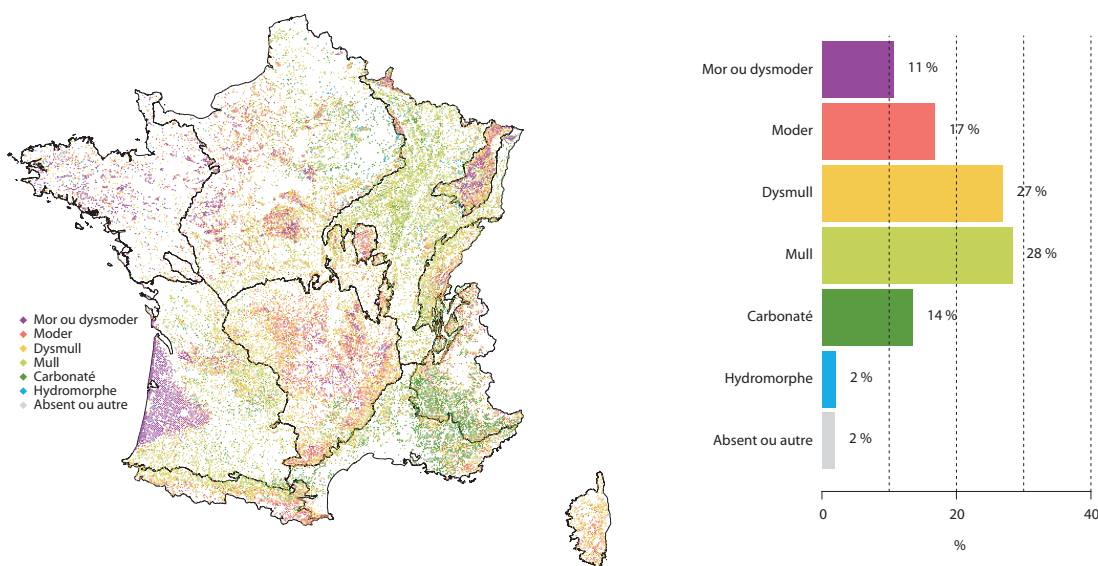 Mor ou dysmoder
Moder
Dysmull
Mull
Carbonaté
Hydromorphe
Absent ou autre
Mor ou dysmoder 11 %
Moder 17 %
Dysmull 27 %
Mull 28 %
Carbonaté 14 %
Hydromorphe 2 %
Absent ou autre 2 %
0 20 40
%